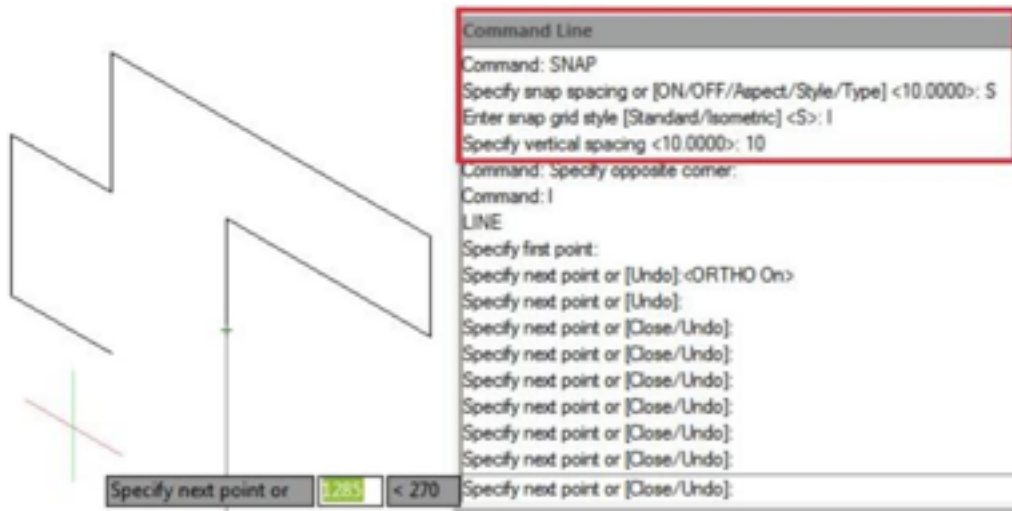 Command Line
Command: SNAP
Specify snap spacing or [ON/OFF/Aspect/Style/Type] <10.0000>: S
Enter snap grid style [Standard/Isometric] <S>: I
Specify vertical spacing <10.0000>: 10
Command: Specify opposite corner:
Command: l
LINE
Specify first point:
Specify next point or [Undo]:<ORTHO On>
Specify next point or [Undo]:
Specify next point or [Close/Undo]:
Specify next point or [Close/Undo]:
Specify next point or [Close/Undo]:
Specify next point or [Close/Undo]:
Specify next point or [Close/Undo]:
Specify next point or [Close/Undo]:
Specify next point or [Close/Undo]:
Specify next point or 1285 < 270